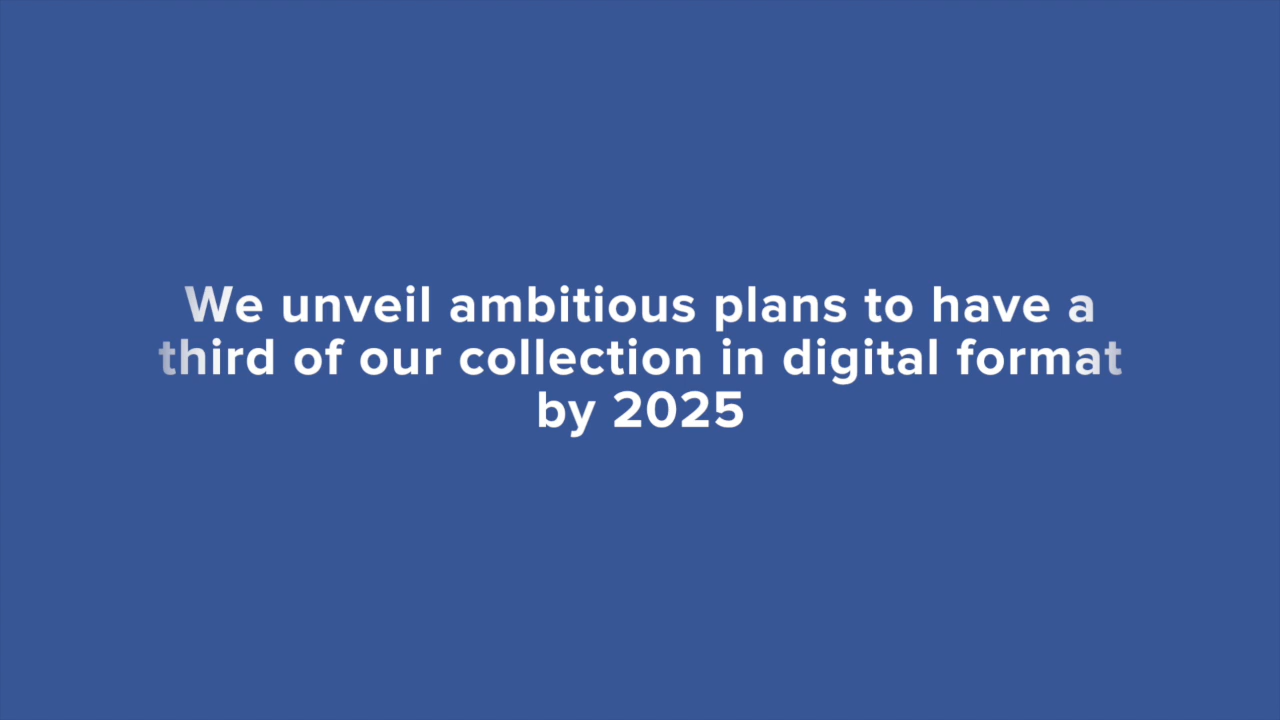 We unveil ambitious plans to have a
third of our collection in digital format
by 2025